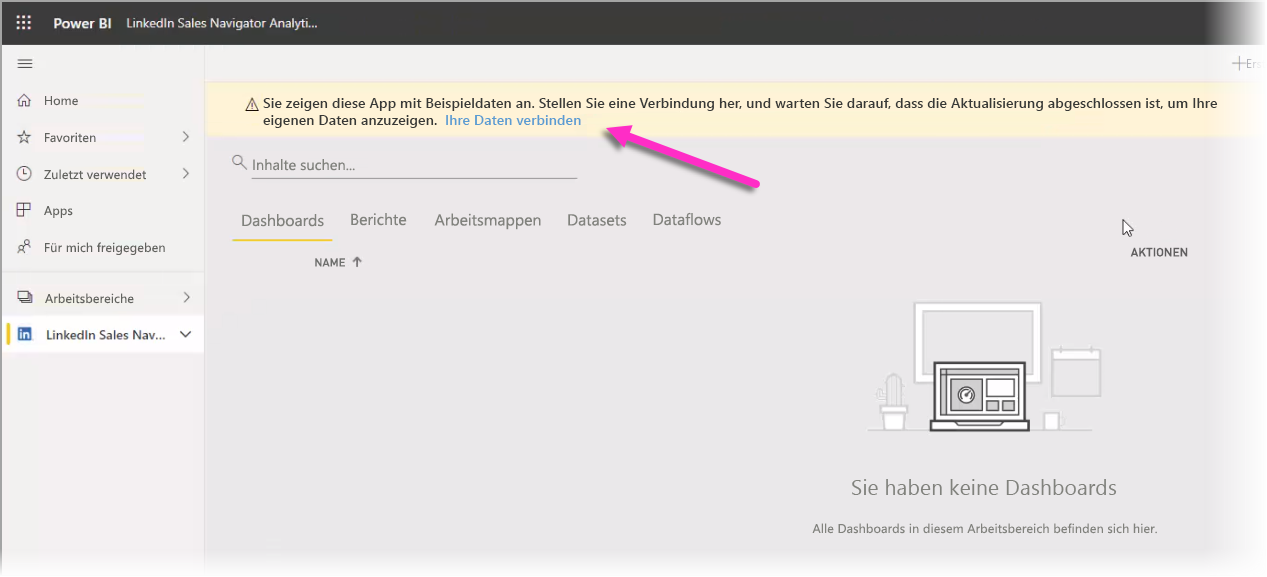 Power BI LinkedIn Sales Navigator Analyti...
Ers
Home
Favoriten
Zuletzt verwendet
Apps
Für mich freigegeben
Arbeitsbereiche
in LinkedIn Sales Nav...
Sie zeigen diese App mit Beispieldaten an. Stellen Sie eine Verbindung her, und warten Sie darauf, dass die Aktualisierung abgeschlossen ist, um Ihre
eigenen Daten anzuzeigen. Ihre Daten verbinden
Inhalte suchen...
Dashboards Berichte Arbeitsmappen Datasets Dataflows
NAME AKTIONEN
Sie haben keine Dashboards
Alle Dashboards in diesem Arbeitsbereich befinden sich hier.